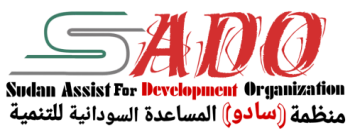 SADO
Sudan Assist For Development Organization
منظمة (سادو) المساعدة السودانية للتنمية